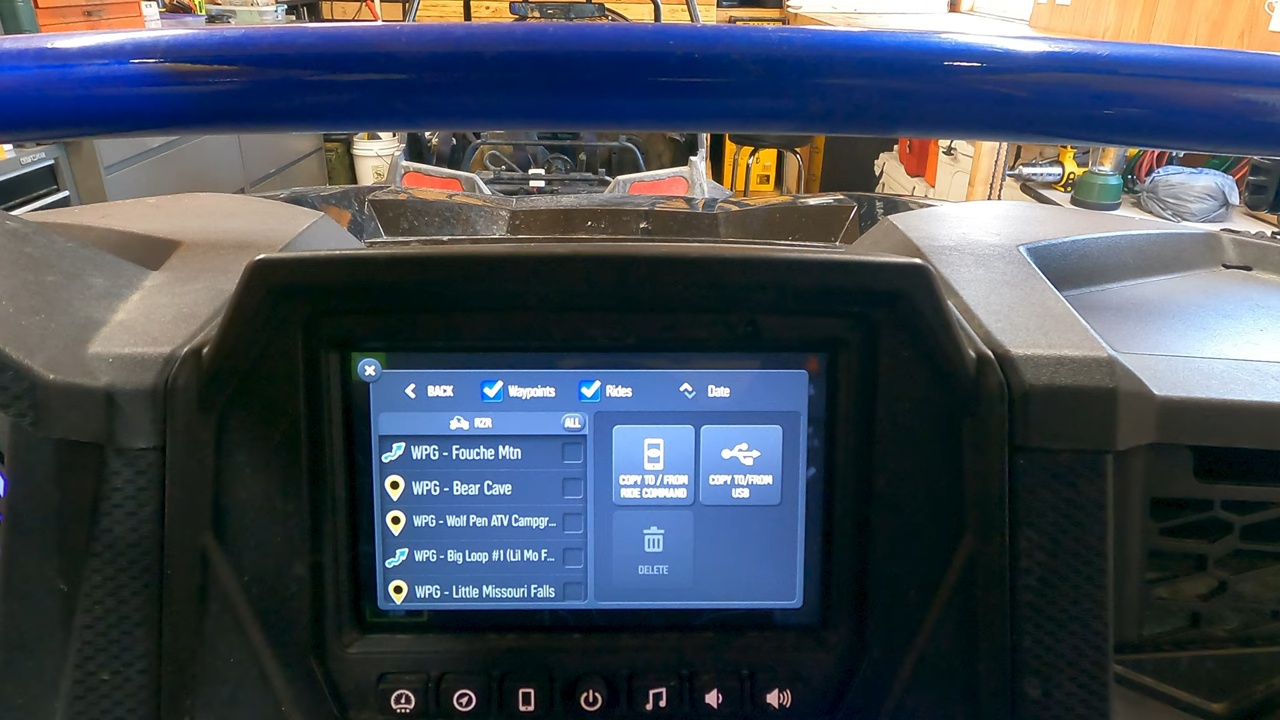 BACK Waypoints Rides Date
RZR ALL
WPG - Fouche Mtn
WPG - Bear Cave
WPG - Wolf Pen ATV Campgr...
WPG - Big Loop #1 (Lil Mo F...
WPG - Little Missouri Falls
COPY TO / FROM
RIDE COMMAND
COPY TO/FROM
USB
DELETE